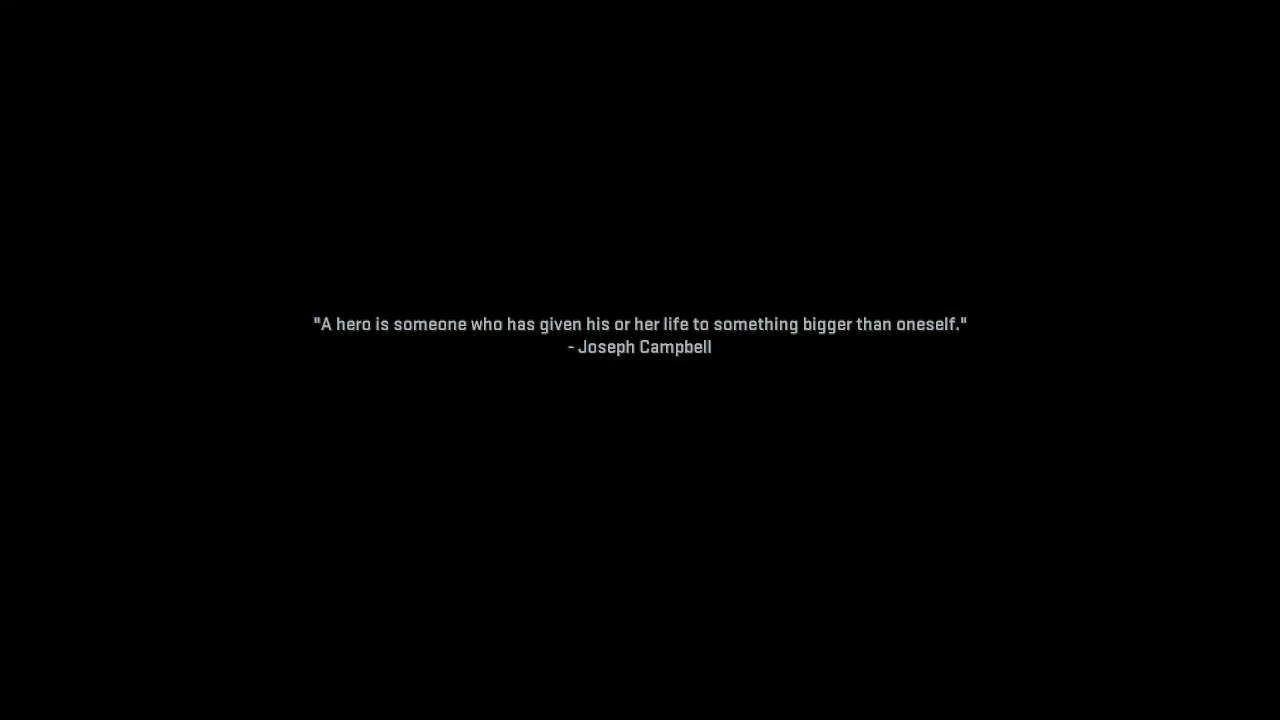 "A hero is someone who has given his or her life to something bigger than oneself."
- Joseph Campbell